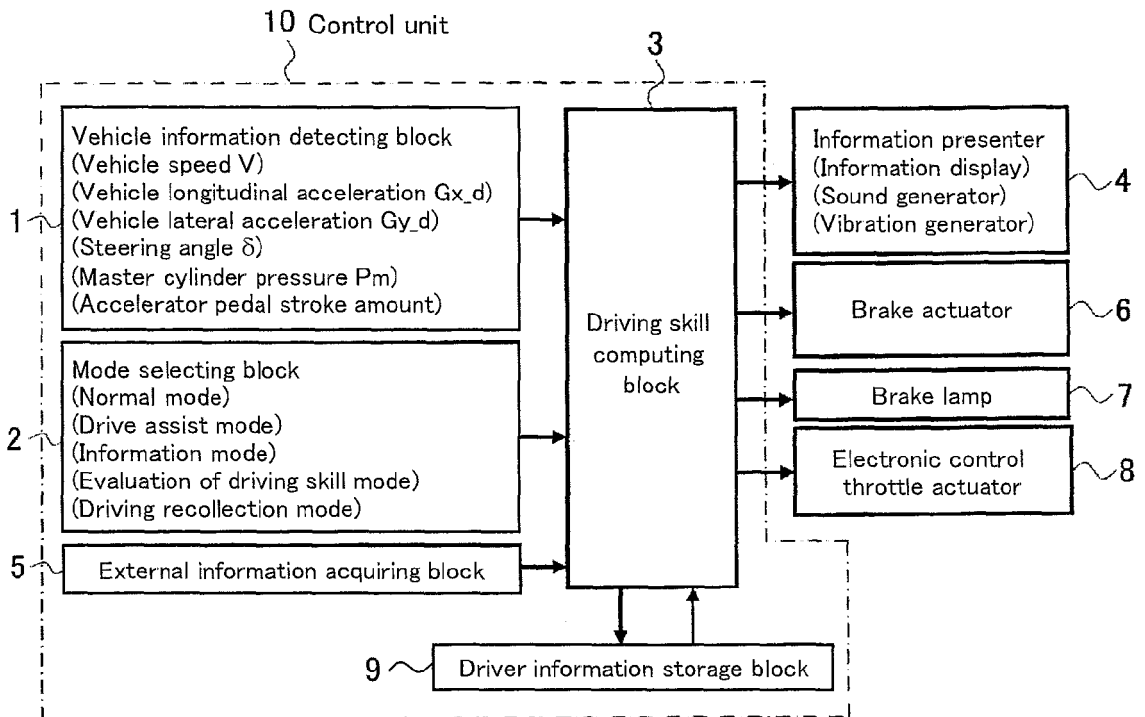 10 Control unit
3
Vehicle information detecting block
(Vehicle speed V)
(Vehicle longitudinal acceleration Gx_d)
(Vehicle lateral acceleration Gy_d)
(Steering angle δ)
(Master cylinder pressure Pm)
(Accelerator pedal stroke amount)
1
Mode selecting block
(Normal mode)
(Drive assist mode)
(Information mode)
(Evaluation of driving skill mode)
(Driving recollection mode)
2
5
External information acquiring block
Driving skill
computing
block
Information presenter
(Information display)
(Sound generator)
(Vibration generator)
4
Brake actuator
6
Brake lamp
7
Electronic control
throttle actuator
8
9
Driver information storage block